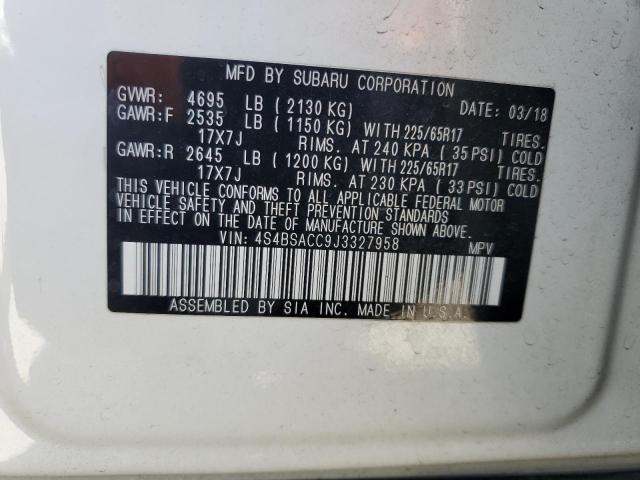 MFD BY SUBARU CORPORATION
GVWR: 4695 LB (2130 KG) DATE: 03/18
GAWR:F 2535 LB (1150 KG) WITH 225/65R17 TIRES.
17X7J RIMS. AT 240 KPA (35 PSI) COLD
GAWR:R 2645 LB (1200 KG) WITH 225/65R17 TIRES.
17X7J RIMS. AT 230 KPA (33 PSI) COLD
THIS VEHICLE CONFORMS TO ALL APPLICABLE FEDERAL MOTOR
VEHICLE SAFETY AND THEFT PREVENTION STANDARDS IN
EFFECT ON THE DATE OF MANUFACTURE SHOWN ABOVE.
VIN: 4S4BSACC9J3327958 MPV
ASSEMBLED BY SIA INC. MADE IN U.S.A.